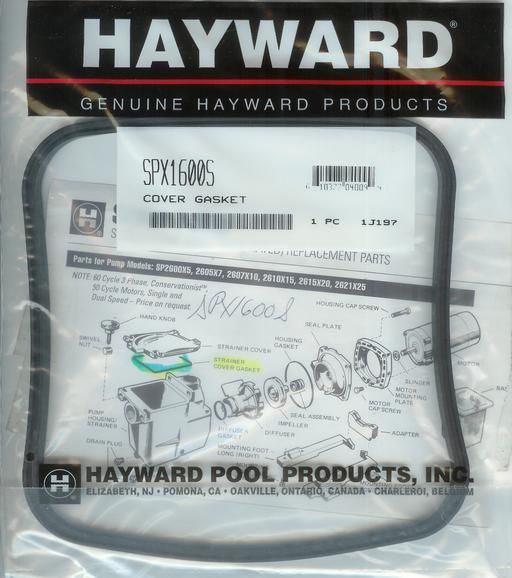 HAYWARD®
GENUINE HAYWARD PRODUCTS
SPX1600S
COVER GASKET
1 PC 1J197
REPLACEMENT PARTS
Parts for Pump Models: SP2600X5, 2605X7, 2607X10, 2610X15, 2615X20, 2621X25
NOTE: 60 Cycle 3 Phase, Conservationist™,
50 Cycle Motors, Single and
Dual Speed – Price on request
SPX1600S
HOUSING CAP SCREW
HAND KNOB
SEAL PLATE
HOUSING
GASKET
SWIVEL
NUT
STRAINER COVER
STRAINER
COVER GASKET
MOTOR
SLINGER
MOTOR
MOUNTING
PLATE
MOTOR
CAP SCREW
SEAL ASSEMBLY
IMPELLER
DIFFUSER
DIFFUSER
GASKET
PUMP
HOUSING/
STRAINER
ADAPTER
DRAIN PLUG
MOUNTING FOOT
LONG (RIGHT)
HAYWARD POOL PRODUCTS, INC.
ELIZABETH, NJ • POMONA, CA • OAKVILLE, ONTARIO, CANADA • CHARLEROI, BELGIUM